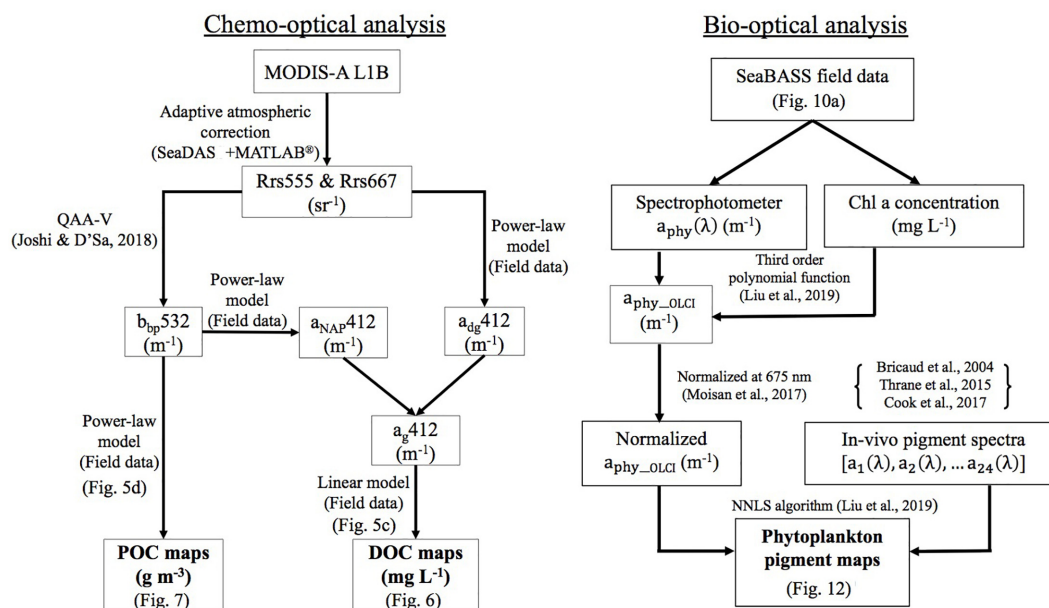 Chemo-optical analysis
MODIS-A L1B
Adaptive atmospheric
correction
(SeaDAS +MATLAB®)
Rrs555 & Rrs667
(sr⁻¹)
QAA-V
(Joshi & D'Sa, 2018)
Power-law
model
(Field data)
Power-law
model
(Field data)
b_bp532
(m⁻¹)
a_NAP412
(m⁻¹)
a_dg412
(m⁻¹)
Power-law
model
(Field data)
(Fig. 5d)
a_g412
(m⁻¹)
Linear model
(Field data)
(Fig. 5c)
POC maps
(g m⁻³)
(Fig. 7)
DOC maps
(mg L⁻¹)
(Fig. 6)
Bio-optical analysis
SeaBASS field data
(Fig. 10a)
Spectrophotometer
a_phy(λ) (m⁻¹)
Chl a concentration
(mg L⁻¹)
Third order
polynomial function
(Liu et al., 2019)
a_phy_OLCI
(m⁻¹)
Normalized at 675 nm
(Moisan et al., 2017)
Bricaud et al., 2004
Thrane et al., 2015
Cook et al., 2017
Normalized
a_phy_OLCI (m⁻¹)
In-vivo pigment spectra
[a₁(λ), a₂(λ), ... a₂₄(λ)]
NNLS algorithm (Liu et al., 2019)
Phytoplankton
pigment maps
(Fig. 12)